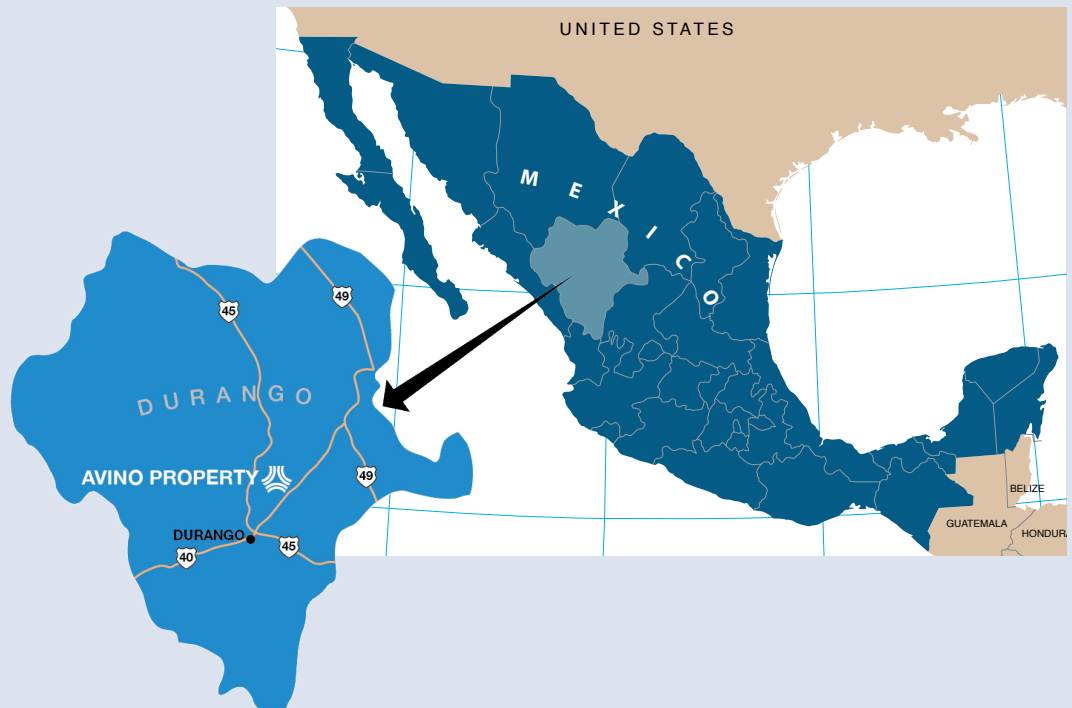 UNITED STATES
MEXICO
49
45
DURANGO
AVINO PROPERTY
49
DURANGO
45
40
BELIZE
GUATEMALA
HONDURA